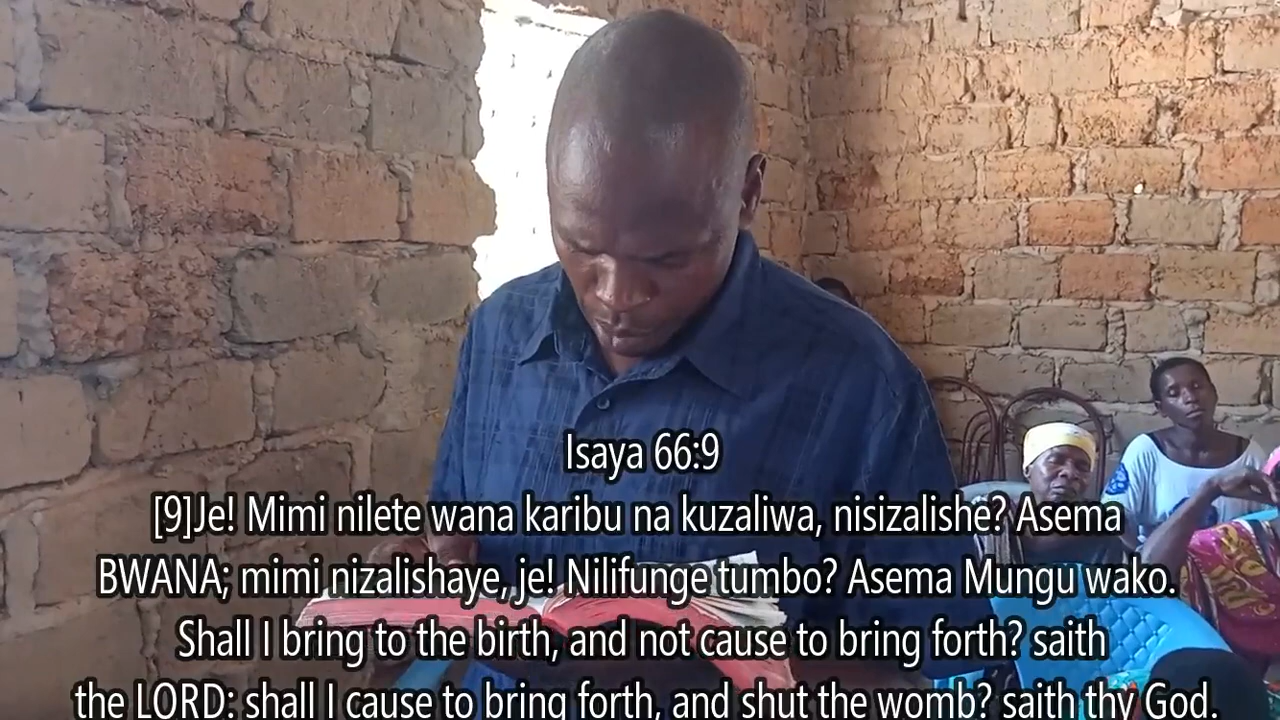 Isaya 66:9
[9]Je! Mimi nilete wana karibu na kuzaliwa, nisizalishe? Asema
BWANA; mimi nizalishaye, je! Nilifunge tumbo? Asema Mungu wako.
Shall I bring to the birth, and not cause to bring forth? saith
the LORD: shall I cause to bring forth, and shut the womb? saith thy God.